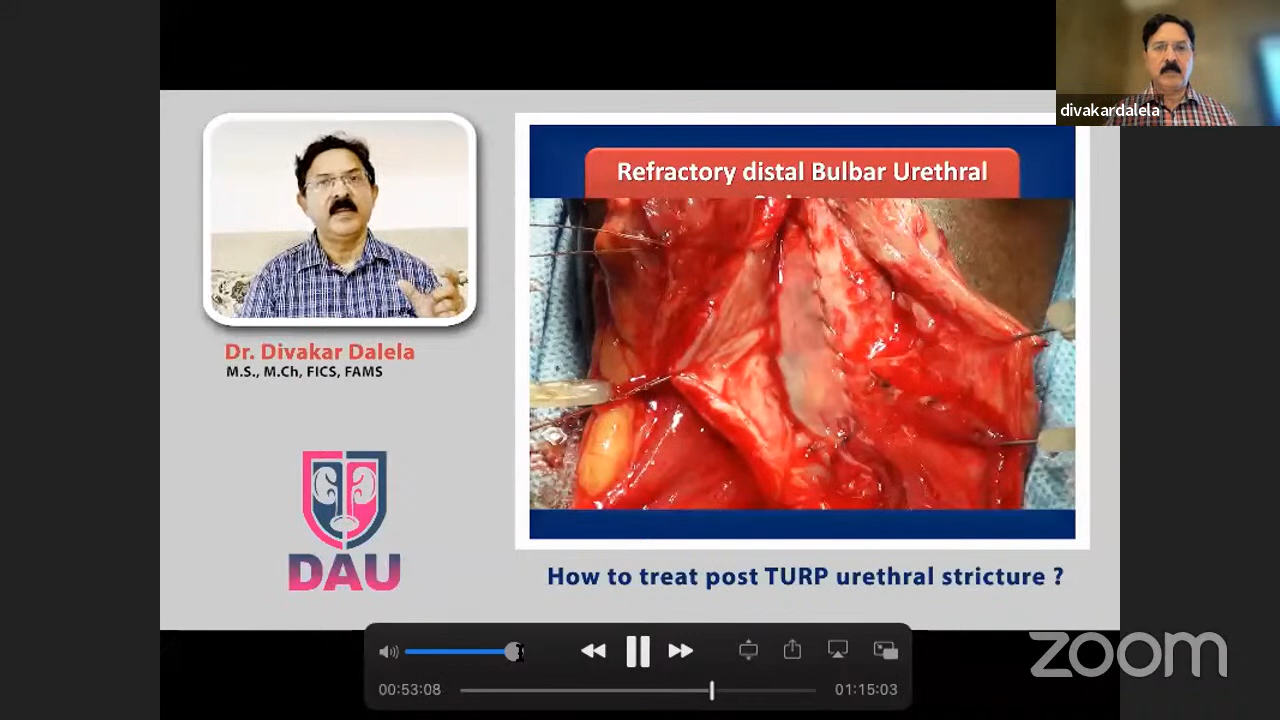 divakardalela
Refractory distal Bulbar Urethral
Dr. Divakar Dalela
M.S., M.Ch, FICS, FAMS
DAU
How to treat post TURP urethral stricture ?
00:53:08
01:15:03
zoom